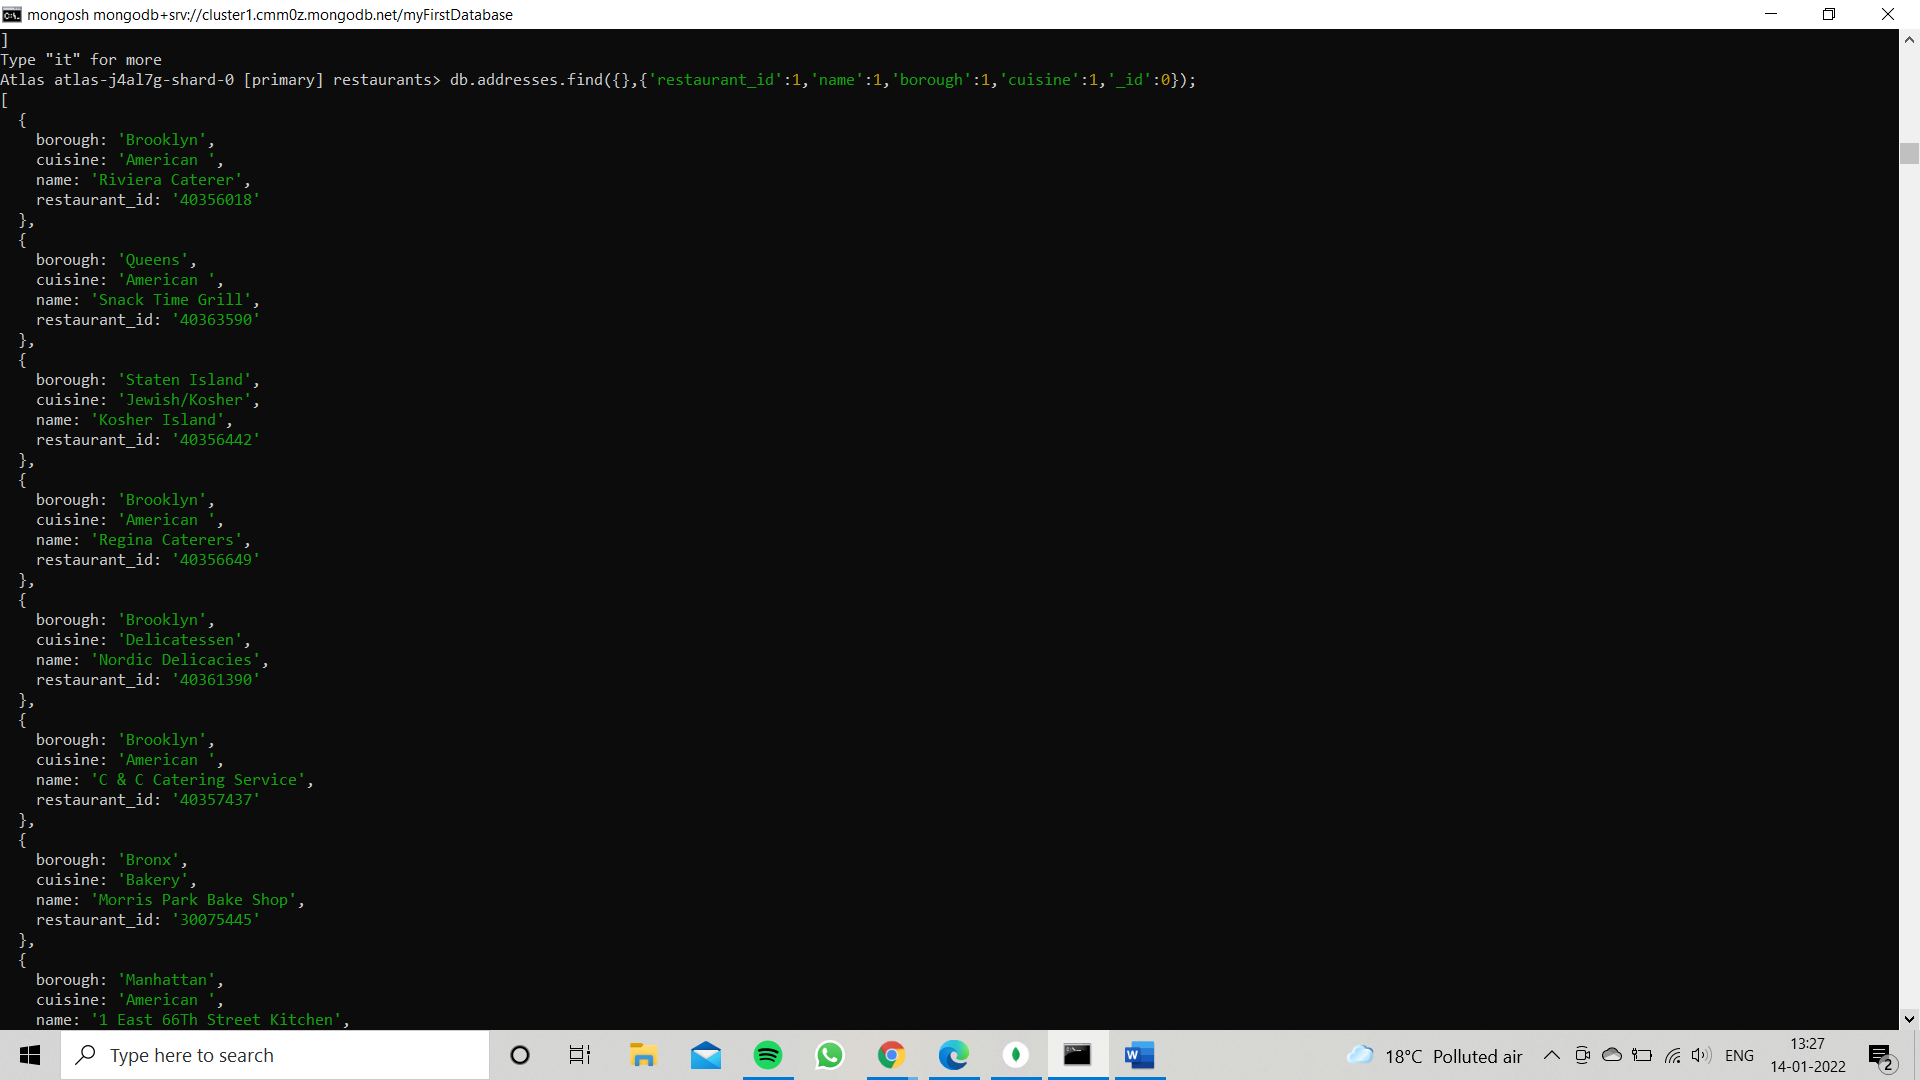 mongosh mongodb+srv://cluster1.cmm0z.mongodb.net/myFirstDatabase
]
Type "it" for more
Atlas atlas-j4al7g-shard-0 [primary] restaurants> db.addresses.find({},{'restaurant_id':1,'name':1,'borough':1,'cuisine':1,'_id':0});
[
  {
    borough: 'Brooklyn',
    cuisine: 'American ',
    name: 'Riviera Caterer',
    restaurant_id: '40356018'
  },
  {
    borough: 'Queens',
    cuisine: 'American ',
    name: 'Snack Time Grill',
    restaurant_id: '40363590'
  },
  {
    borough: 'Staten Island',
    cuisine: 'Jewish/Kosher',
    name: 'Kosher Island',
    restaurant_id: '40356442'
  },
  {
    borough: 'Brooklyn',
    cuisine: 'American ',
    name: 'Regina Caterers',
    restaurant_id: '40356649'
  },
  {
    borough: 'Brooklyn',
    cuisine: 'Delicatessen',
    name: 'Nordic Delicacies',
    restaurant_id: '40361390'
  },
  {
    borough: 'Brooklyn',
    cuisine: 'American ',
    name: 'C & C Catering Service',
    restaurant_id: '40357437'
  },
  {
    borough: 'Bronx',
    cuisine: 'Bakery',
    name: 'Morris Park Bake Shop',
    restaurant_id: '30075445'
  },
  {
    borough: 'Manhattan',
    cuisine: 'American ',
    name: '1 East 66Th Street Kitchen',
Type here to search
18°C Polluted air
ENG
13:27
14-01-2022
2